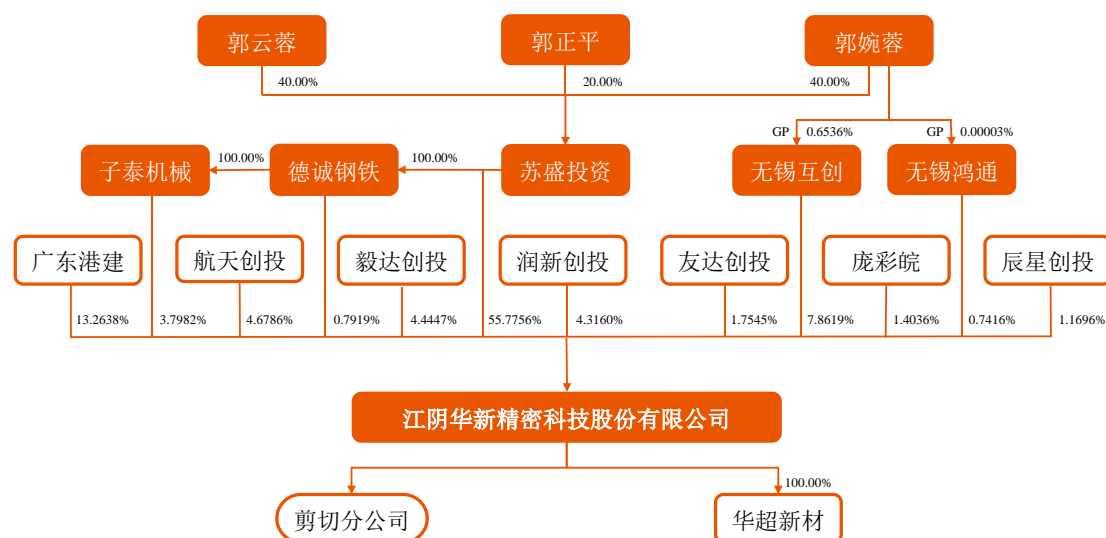 郭云蓉
郭正平
郭婉蓉
40.00%
20.00%
40.00%
GP
0.6536%
GP
0.00003%
子泰机械
100.00%
德诚钢铁
100.00%
苏盛投资
无锡互创
无锡鸿通
广东港建
航天创投
毅达创投
润新创投
友达创投
庞彩皖
辰星创投
13.2638%
3.7982%
4.6786%
0.7919%
4.4447%
55.7756%
4.3160%
1.7545%
7.8619%
1.4036%
0.7416%
1.1696%
江阴华新精密科技股份有限公司
100.00%
剪切分公司
华超新材